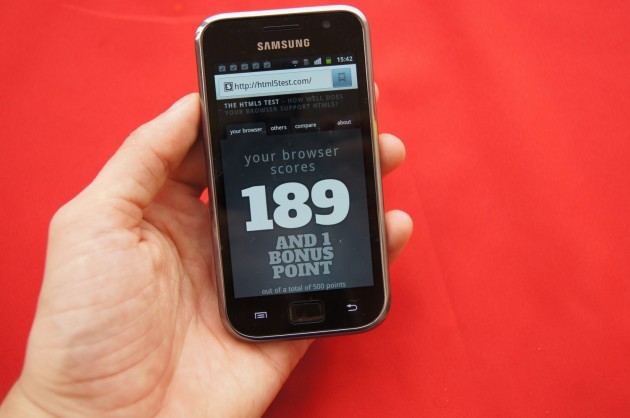 SAMSUNG
15:42
http://html5test.com/
THE HTML5 TEST – HOW WELL DOES
YOUR BROWSER SUPPORT HTML5?
your browser others compare about
your browser
scores
189
AND 1
BONUS
POINT
out of a total of 500 points